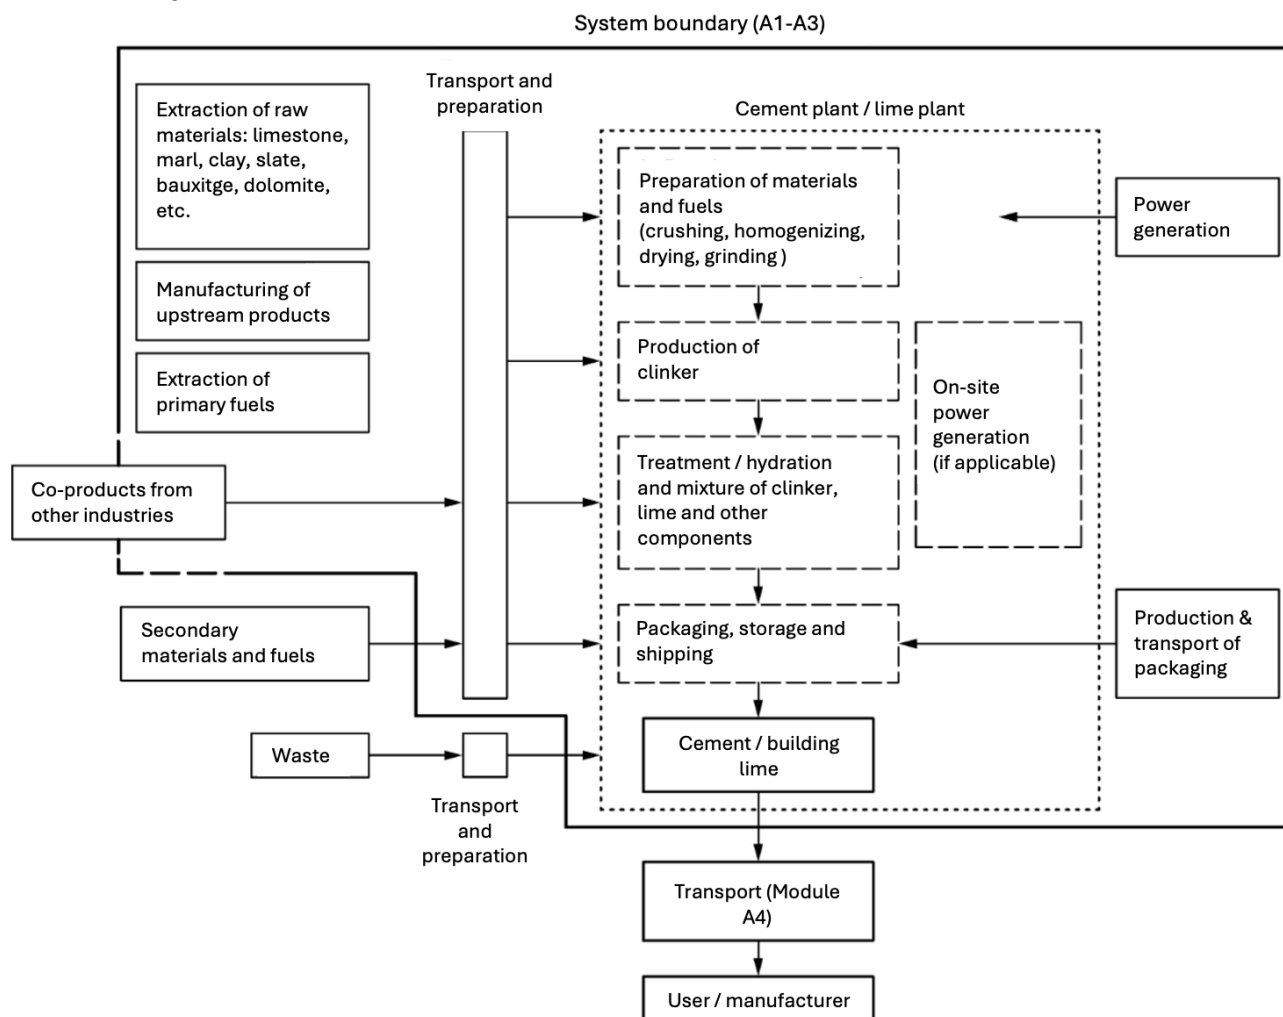 System boundary (A1-A3)
Transport and
preparation
Extraction of raw
materials: limestone,
marl, clay, slate,
bauxitge, dolomite,
etc.
Manufacturing of
upstream products
Extraction of
primary fuels
Co-products from
other industries
Secondary
materials and fuels
Waste
Transport
and
preparation
Cement plant / lime plant
Preparation of materials
and fuels
(crushing, homogenizing,
drying, grinding )
Production of
clinker
Treatment / hydration
and mixture of clinker,
lime and other
components
Packaging, storage and
shipping
Cement / building
lime
On-site
power
generation
(if applicable)
Power
generation
Production &
transport of
packaging
Transport (Module
A4)
User / manufacturer